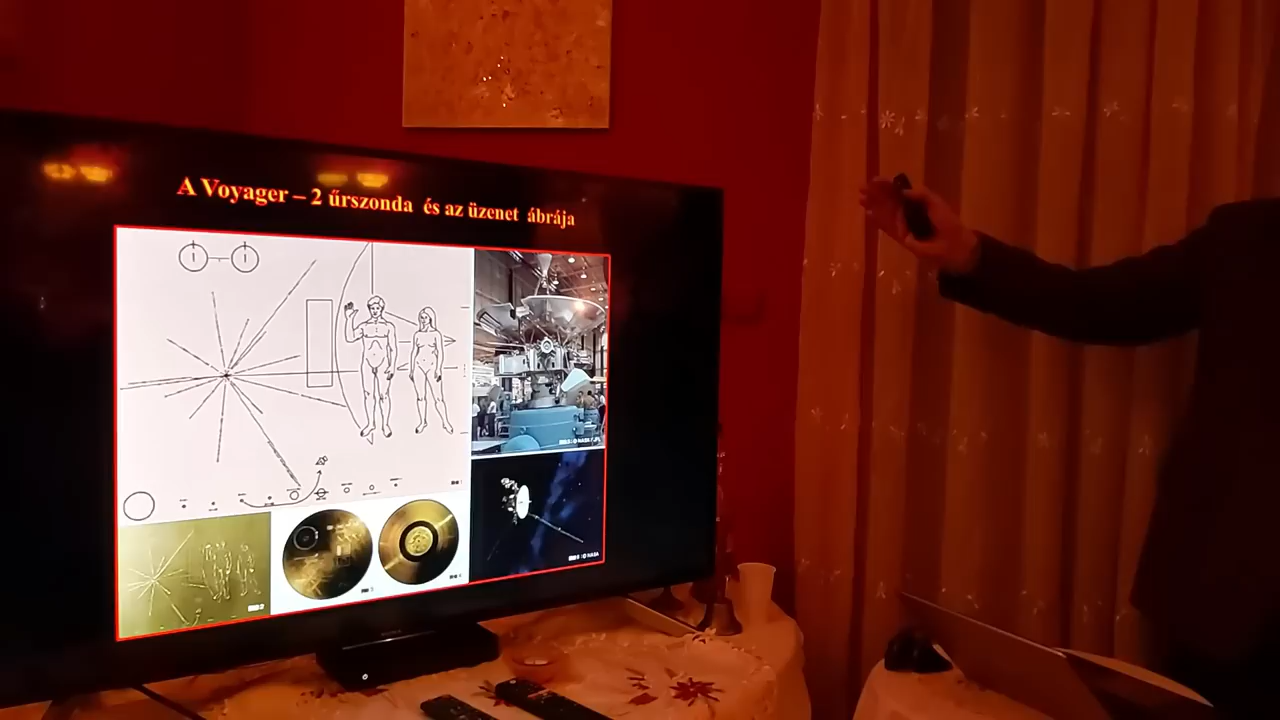 A Voyager – 2 űrszonda és az üzenet ábrája